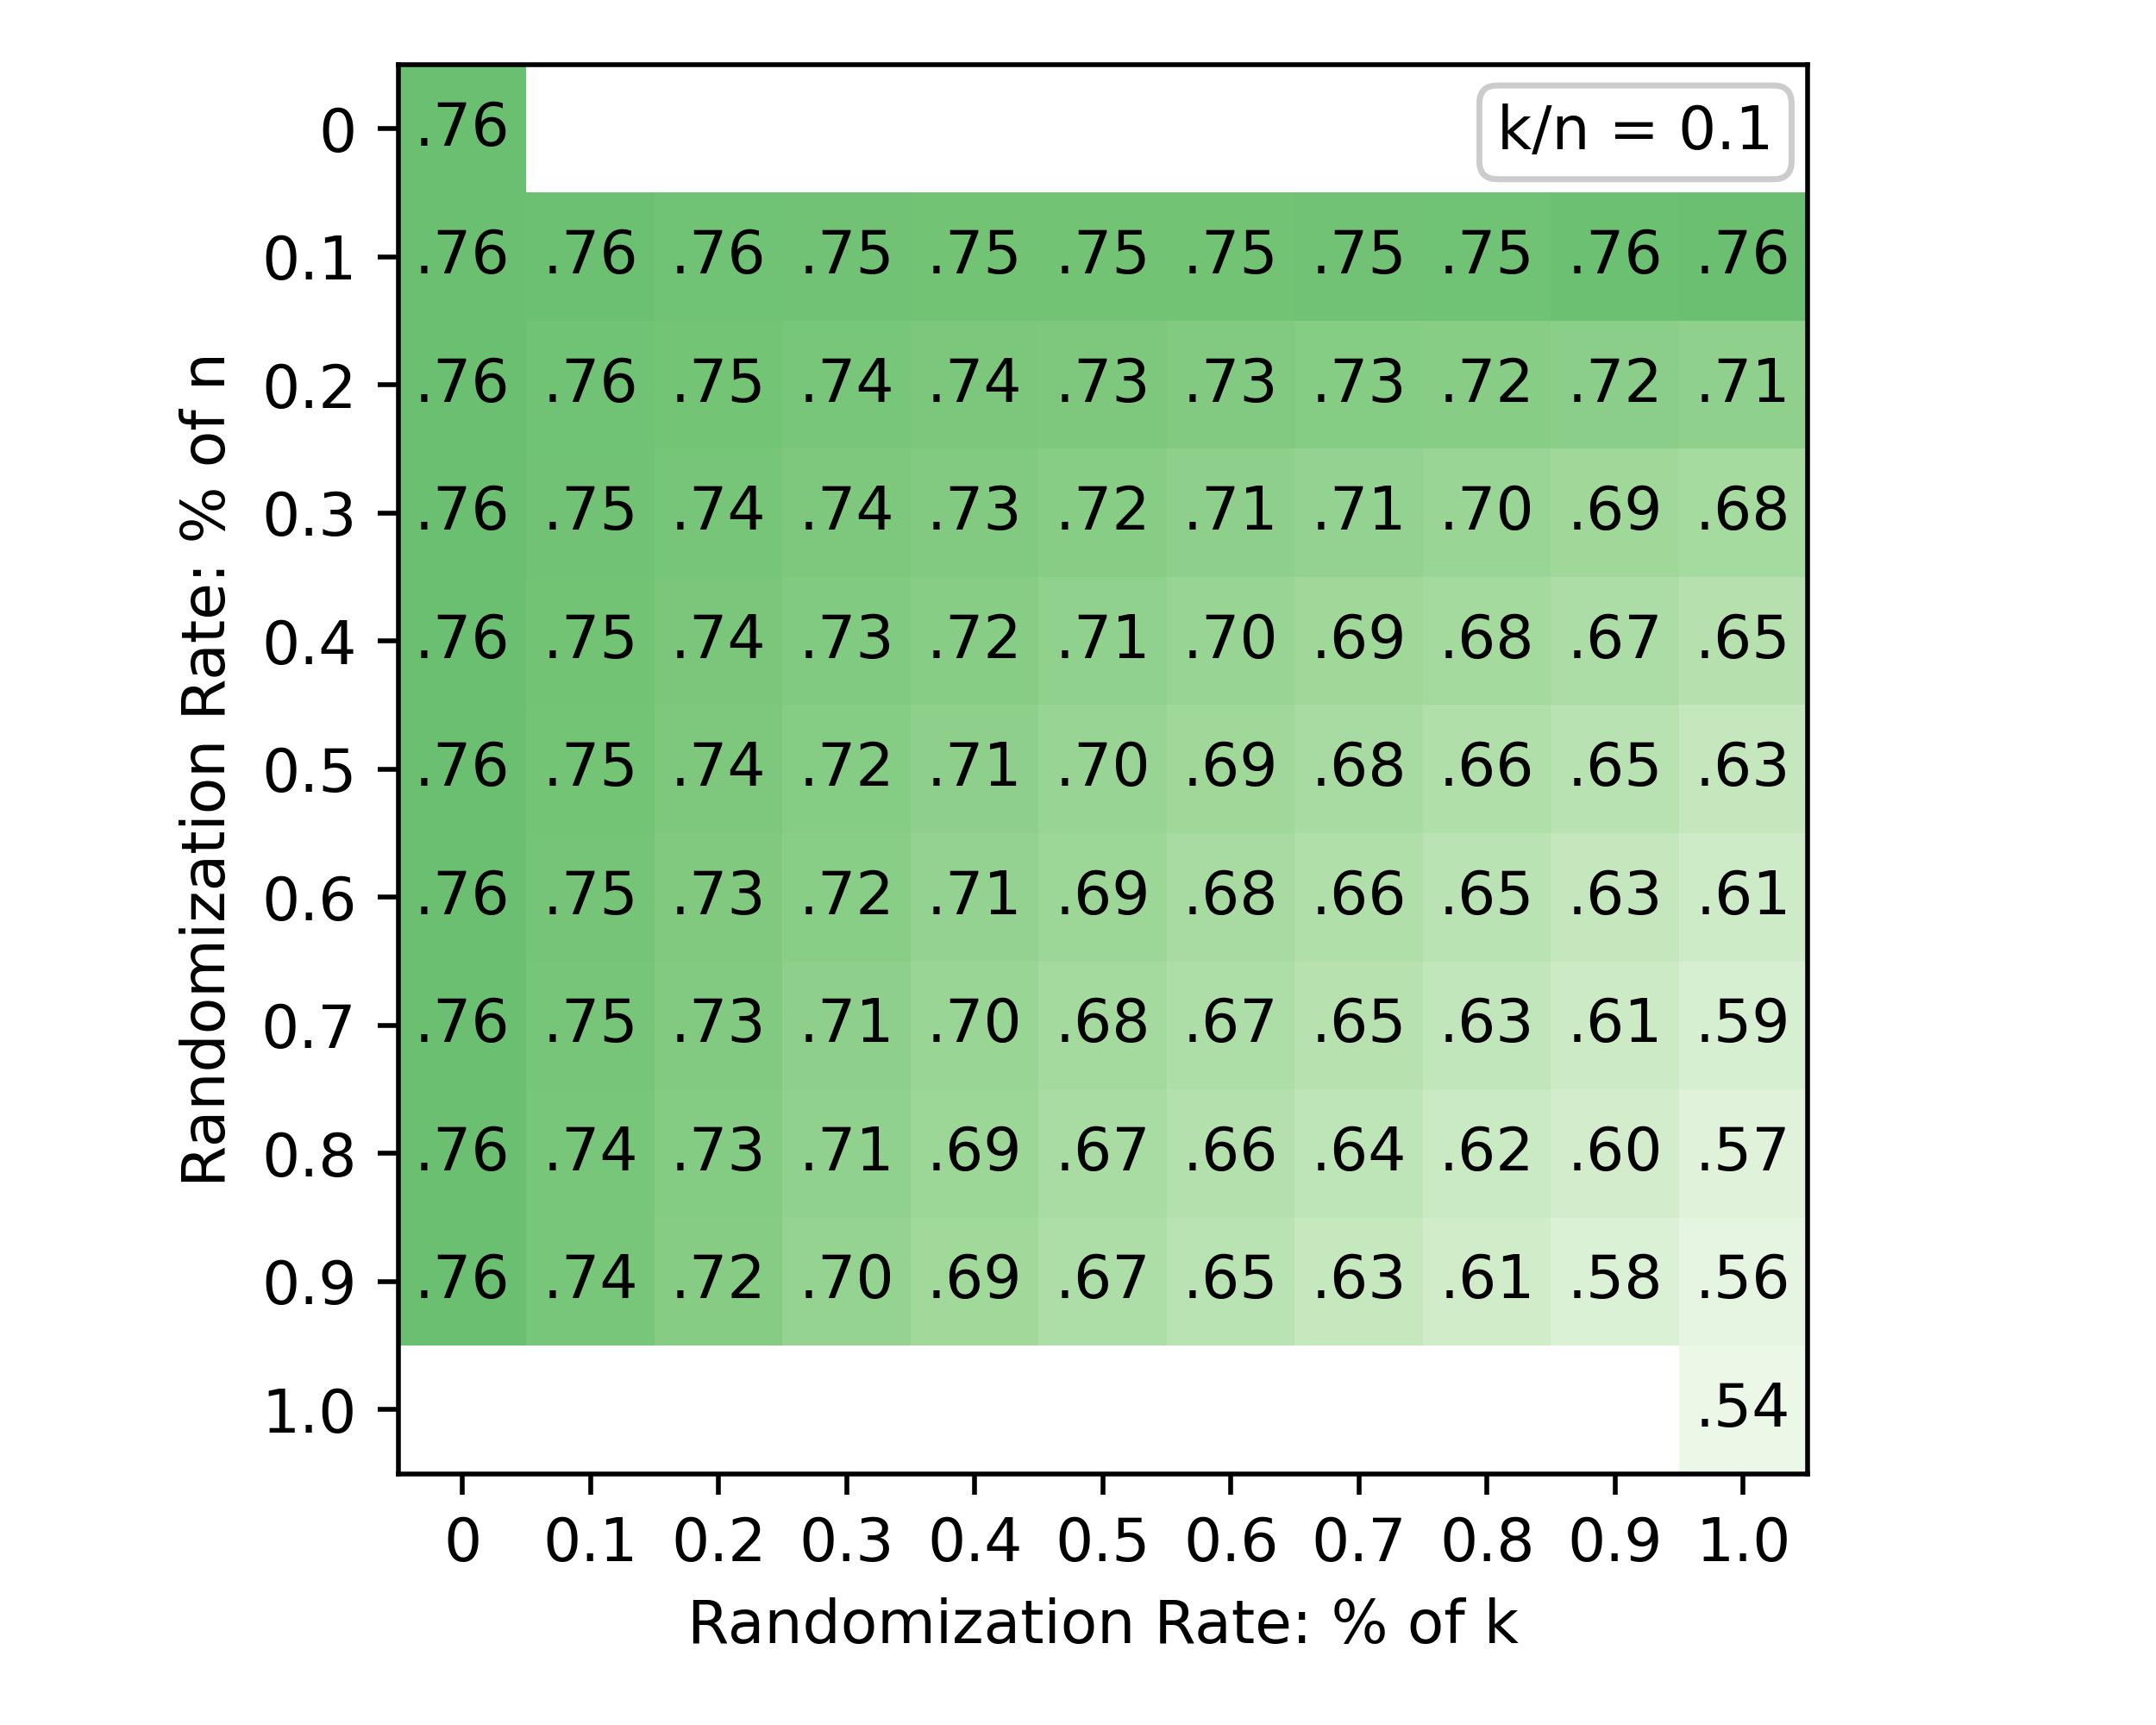 0 .76 k/n = 0.1
0.1 .76 .76 .76 .75 .75 .75 .75 .75 .75 .76 .76
0.2 .76 .76 .75 .74 .74 .73 .73 .73 .72 .72 .71
0.3 .76 .75 .74 .74 .73 .72 .71 .71 .70 .69 .68
0.4 .76 .75 .74 .73 .72 .71 .70 .69 .68 .67 .65
0.5 .76 .75 .74 .72 .71 .70 .69 .68 .66 .65 .63
0.6 .76 .75 .73 .72 .71 .69 .68 .66 .65 .63 .61
0.7 .76 .75 .73 .71 .70 .68 .67 .65 .63 .61 .59
0.8 .76 .74 .73 .71 .69 .67 .66 .64 .62 .60 .57
0.9 .76 .74 .72 .70 .69 .67 .65 .63 .61 .58 .56
1.0 .54
0 0.1 0.2 0.3 0.4 0.5 0.6 0.7 0.8 0.9 1.0
Randomization Rate: % of k
Randomization Rate: % of n